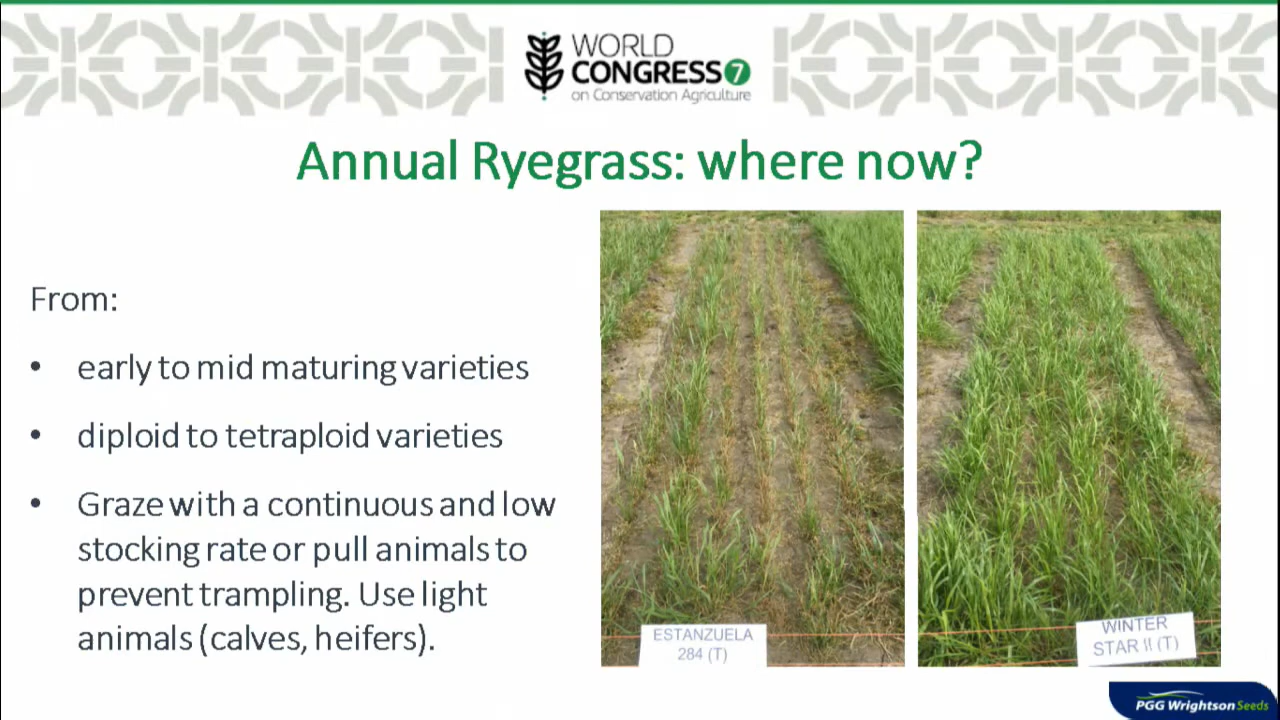 WORLD
CONGRESS 7
on Conservation Agriculture
Annual Ryegrass: where now?
From:
• early to mid maturing varieties
• diploid to tetraploid varieties
• Graze with a continuous and low
stocking rate or pull animals to
prevent trampling. Use light
animals (calves, heifers).
ESTANZUELA
284 (T)
WINTER
STAR II (T)
PGG Wrightson Seeds